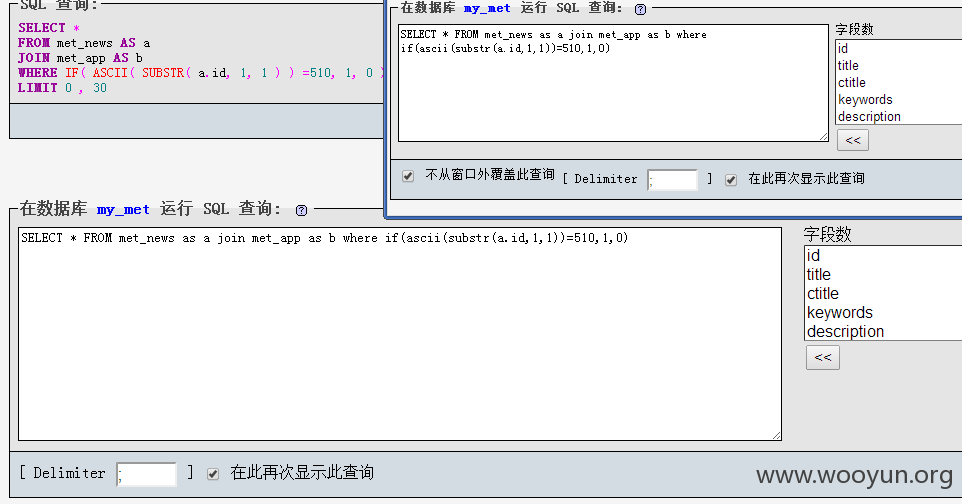 SQL 查询:
SELECT *
FROM met_news AS a
JOIN met_app AS b
WHERE IF( ASCII( SUBSTR( a.id, 1, 1 ) ) =510, 1, 0 )
LIMIT 0 , 30
在数据库 my_met 运行 SQL 查询: ?
SELECT * FROM met_news as a join met_app as b where
if(ascii(substr(a.id,1,1))=510,1,0)
字段数
id
title
ctitle
keywords
description
<<
不从窗口外覆盖此查询 [ Delimiter ; ] 在此再次显示此查询
在数据库 my_met 运行 SQL 查询: ?
SELECT * FROM met_news as a join met_app as b where if(ascii(substr(a.id,1,1))=510,1,0)
字段数
id
title
ctitle
keywords
description
<<
[ Delimiter ; ] 在此再次显示此查询
www.wooyun.org